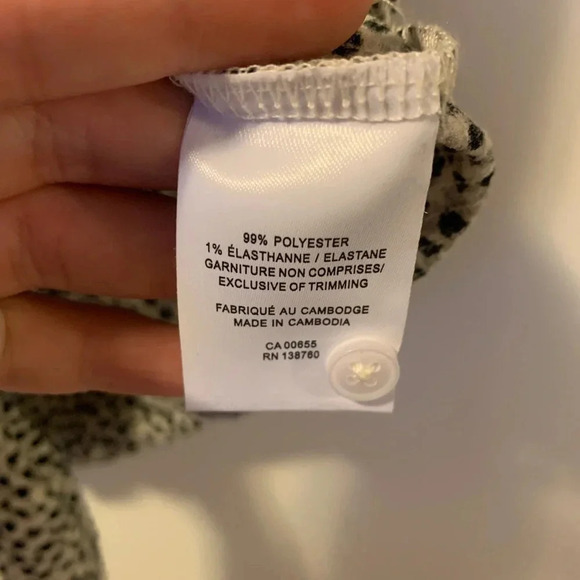 99% POLYESTER
1% ÉLASTHANNE / ELASTANE
GARNITURE NON COMPRISES/
EXCLUSIVE OF TRIMMING
FABRIQUÉ AU CAMBODGE
MADE IN CAMBODIA
CA 00655
RN 138760